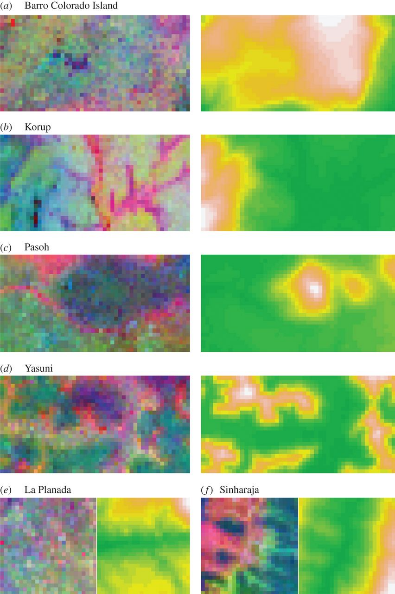 (a) Barro Colorado Island
(b) Korup
(c) Pasoh
(d) Yasuni
(e) La Planada
(f) Sinharaja